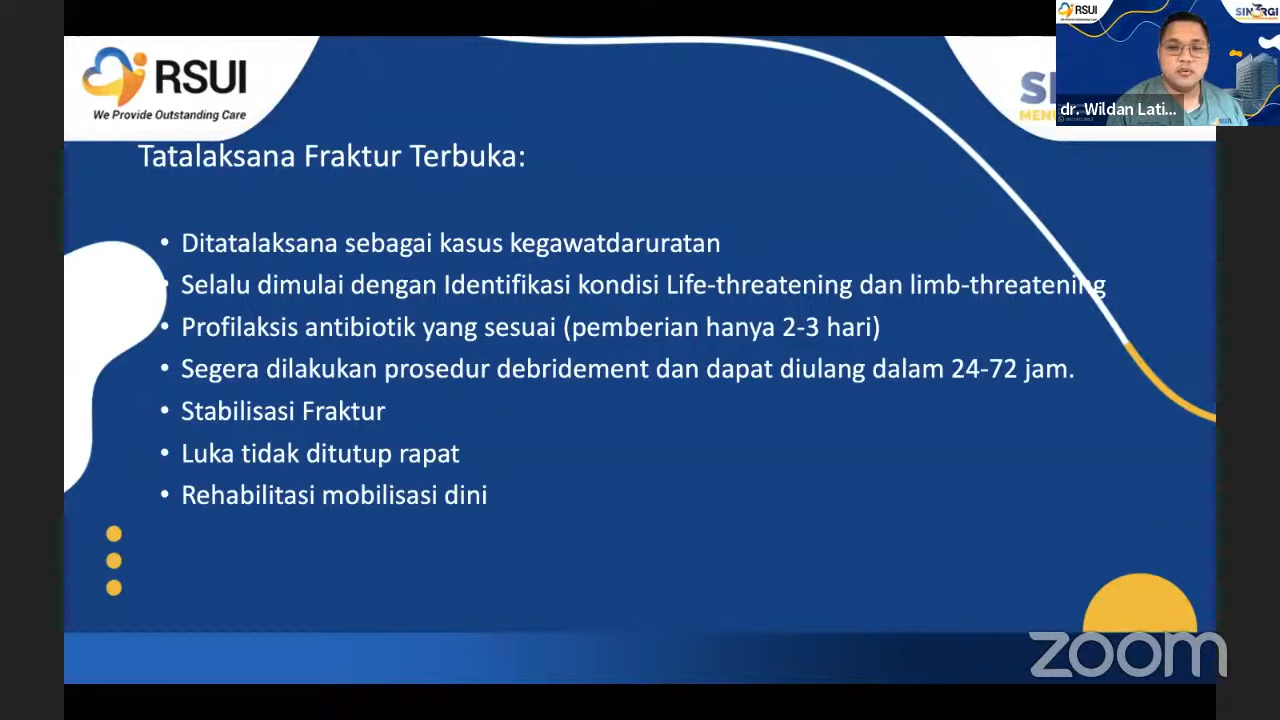 RSUI
We Provide Outstanding Care
RSUI
SINERGI
dr. Wildan Lati...
Tatalaksana Fraktur Terbuka:
• Ditatalaksana sebagai kasus kegawatdaruratan
• Selalu dimulai dengan Identifikasi kondisi Life-threatening dan limb-threatening
• Profilaksis antibiotik yang sesuai (pemberian hanya 2-3 hari)
• Segera dilakukan prosedur debridement dan dapat diulang dalam 24-72 jam.
• Stabilisasi Fraktur
• Luka tidak ditutup rapat
• Rehabilitasi mobilisasi dini
zoom